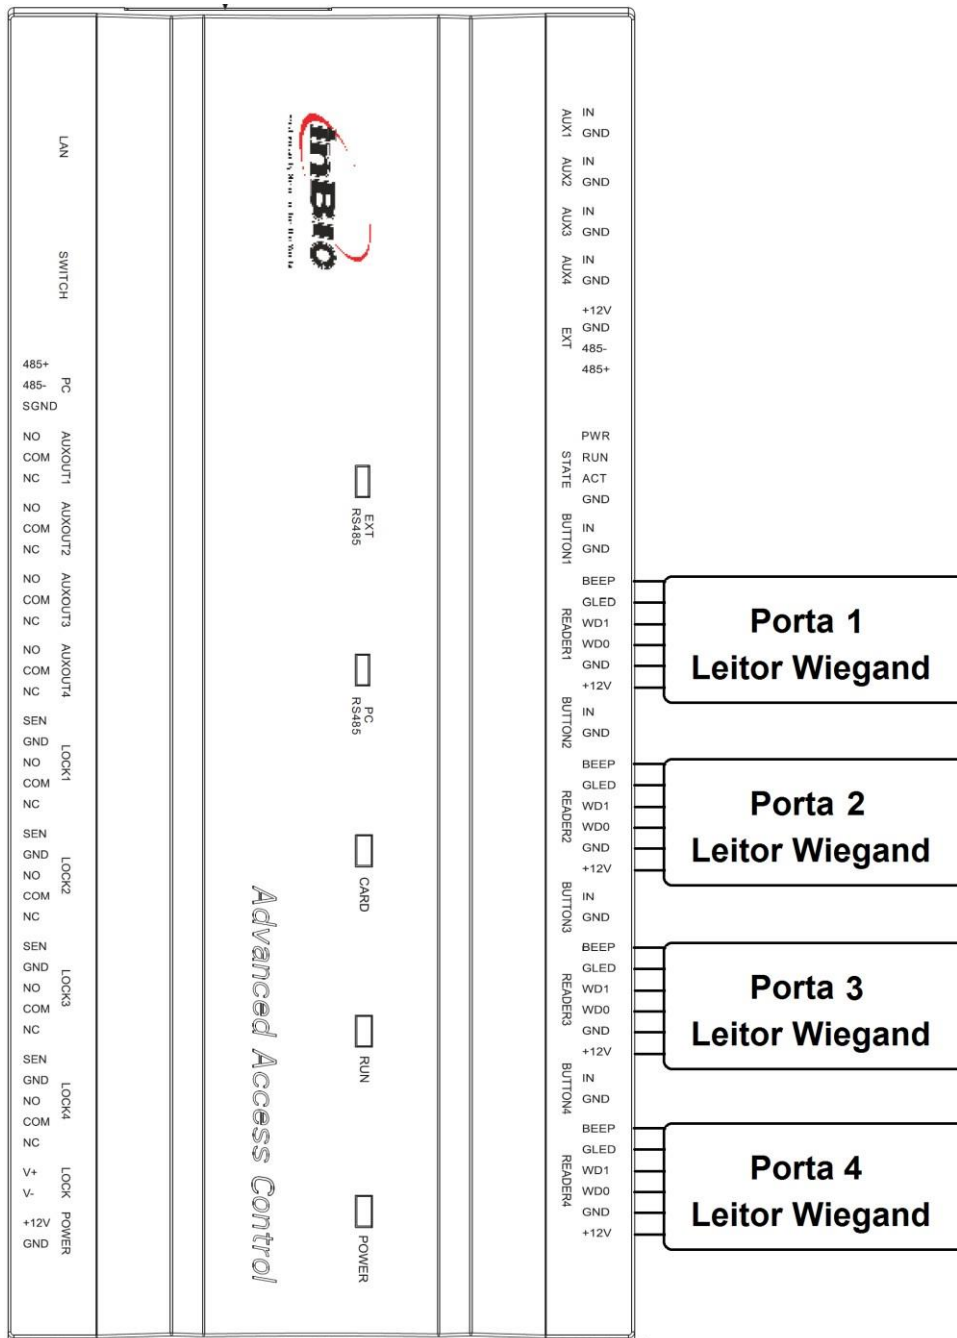 LAN
SWITCH
485+
485-
SGND
PC
NO
COM
NC
AUXOUT1
NO
COM
NC
AUXOUT2
NO
COM
NC
AUXOUT3
NO
COM
NC
AUXOUT4
SEN
GND
NO
COM
NC
LOCK1
SEN
GND
NO
COM
NC
LOCK2
SEN
GND
NO
COM
NC
LOCK3
SEN
GND
NO
COM
NC
LOCK4
V+
V-
LOCK
+12V
GND
POWER
inBIO
EXT
RS485
PC
RS485
CARD
RUN
POWER
Advanced Access Control
AUX1
IN
GND
AUX2
IN
GND
AUX3
IN
GND
AUX4
IN
GND
EXT
+12V
GND
485-
485+
STATE
PWR
RUN
ACT
GND
BUTTON1
IN
GND
READER1
BEEP
GLED
WD1
WD0
GND
+12V
Porta 1
Leitor Wiegand
BUTTON2
IN
GND
READER2
BEEP
GLED
WD1
WD0
GND
+12V
Porta 2
Leitor Wiegand
BUTTON3
IN
GND
READER3
BEEP
GLED
WD1
WD0
GND
+12V
Porta 3
Leitor Wiegand
BUTTON4
IN
GND
READER4
BEEP
GLED
WD1
WD0
GND
+12V
Porta 4
Leitor Wiegand